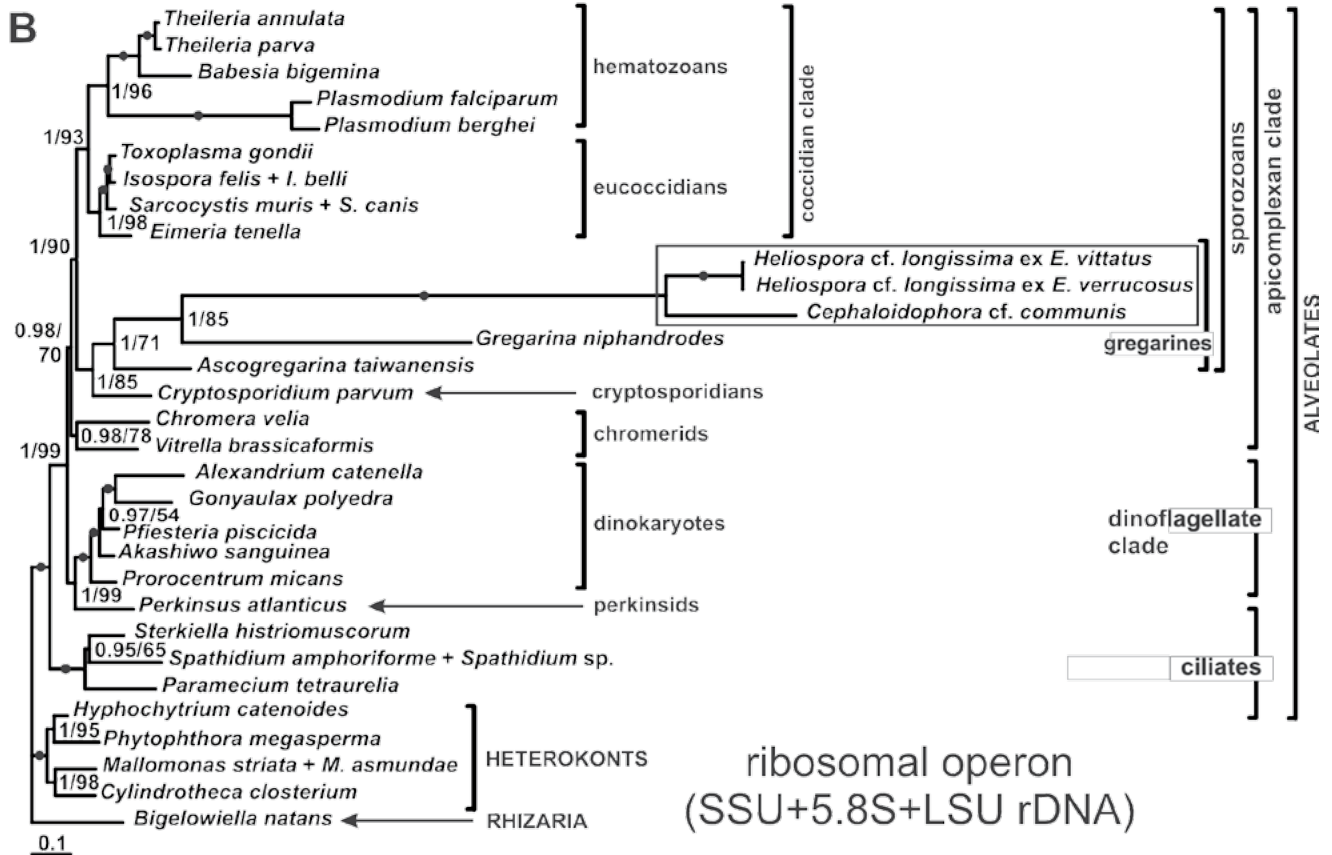 B
Theileria annulata
Theileria parva
Babesia bigemina
1/96
hematozoans
Plasmodium falciparum
Plasmodium berghei
1/93
Toxoplasma gondii
Isospora felis + I. belli
eucoccidians
Sarcocystis muris + S. canis
1/98
Eimeria tenella
coccidian clade
1/90
Heliospora cf. longissima ex E. vittatus
Heliospora cf. longissima ex E. verrucosus
Cephaloidophora cf. communis
1/85
0.98/
70
1/71
Gregarina niphandrodes
gregarines
Ascogregarina taiwanensis
1/85
Cryptosporidium parvum
cryptosporidians
sporozoans
apicomplexan clade
ALVEOLATES
Chromera velia
0.98/78
chromerids
Vitrella brassicaformis
1/99
Alexandrium catenella
Gonyaulax polyedra
0.97/54
Pfiesteria piscicida
dinokaryotes
dinoflagellate
clade
Akashiwo sanguinea
Prorocentrum micans
1/99
Perkinsus atlanticus
perkinsids
Sterkiella histriomuscorum
0.95/65
Spathidium amphoriforme + Spathidium sp.
ciliates
Paramecium tetraurelia
Hyphochytrium catenoides
1/95
Phytophthora megasperma
HETEROKONTS
Mallomonas striata + M. asmundae
1/98
Cylindrotheca closterium
Bigelowiella natans
RHIZARIA
ribosomal operon
(SSU+5.8S+LSU rDNA)
0.1